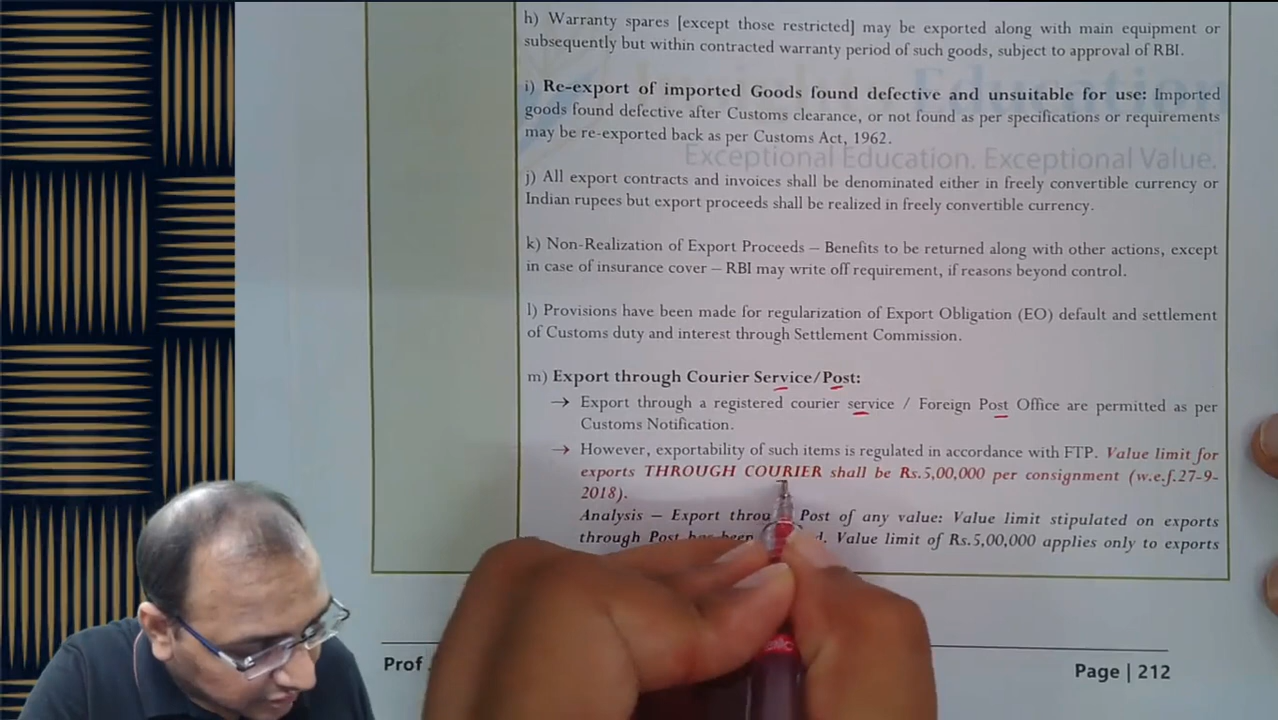 h) Warranty spares [except those restricted] may be exported along with main equipment or
subsequently but within contracted warranty period of such goods, subject to approval of RBI.
Education
i) Re-export of imported Goods found defective and unsuitable for use: Imported
goods found defective after Customs clearance, or not found as per specifications or requirements
may be re-exported back as per Customs Act, 1962.
Exceptional Education. Exceptional Value.
j) All export contracts and invoices shall be denominated either in freely convertible currency or
Indian rupees but export proceeds shall be realized in freely convertible currency.
k) Non-Realization of Export Proceeds – Benefits to be returned along with other actions, except
in case of insurance cover – RBI may write off requirement, if reasons beyond control.
l) Provisions have been made for regularization of Export Obligation (EO) default and settlement
of Customs duty and interest through Settlement Commission.
m) Export through Courier Service/Post:
→ Export through a registered courier service / Foreign Post Office are permitted as per
Customs Notification.
→ However, exportability of such items is regulated in accordance with FTP. Value limit for
exports THROUGH COURIER shall be Rs.5,00,000 per consignment (w.e.f.27-9-
2018).
Analysis – Export throu Post of any value: Value limit stipulated on exports
through Post has been d. Value limit of Rs.5,00,000 applies only to exports
Prof
Page | 212